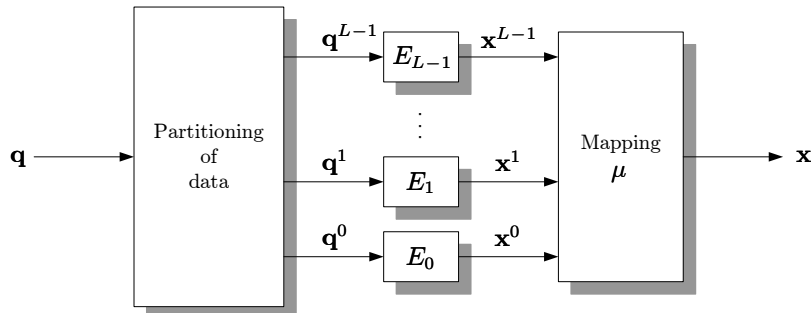 q
Partitioning
of
data
q^{L−1}
E_{L−1}
x^{L−1}
⋮
q^1
E_1
x^1
q^0
E_0
x^0
Mapping
μ
x